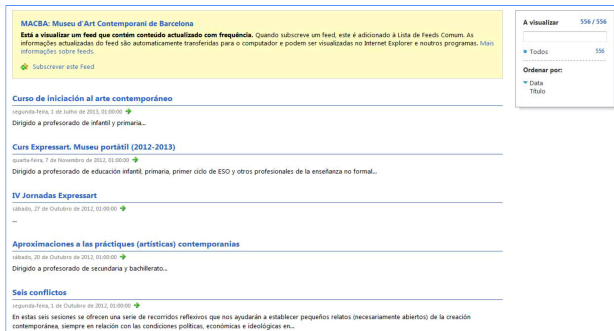 MACBA: Museu d'Art Contemporani de Barcelona
Está a visualizar um feed que contém conteúdo actualizado com frequência. Quando subscreve um feed, este é adicionado à Lista de Feeds Comum. As
informações actualizadas do feed são automaticamente transferidas para o computador e podem ser visualizadas no Internet Explorer e noutros programas. Mais
informações sobre feeds.
Subscrever este Feed
Curso de iniciación al arte contemporáneo
segunda-feira, 1 de Julho de 2013, 01:00:00
Dirigido a profesorado de infantil y primaria...
Curs Expressart. Museu portátil (2012-2013)
quarta-feira, 7 de Novembro de 2012, 01:00:00
Dirigido a profesorado de educación infantil, primaria, primer ciclo de ESO y otros profesionales de la enseñanza no formal...
IV Jornadas Expressart
sábado, 27 de Outubro de 2012, 01:00:00
...
Aproximaciones a las práctiques (artísticas) contemporanias
sábado, 20 de Outubro de 2012, 01:00:00
Dirigido a profesorado de secundaria y bachillerato...
Seis conflictos
segunda-feira, 1 de Outubro de 2012, 01:00:00
En estas seis sesiones se ofrecen una serie de recorridos reflexivos que nos ayudarán a establecer pequeños relatos (necesariamente abiertos) de la creación
contemporánea, siempre en relación con las condiciones políticas, económicas e ideológicas en...
A visualizar 556 / 556
Todos 556
Ordenar por:
Data
Título